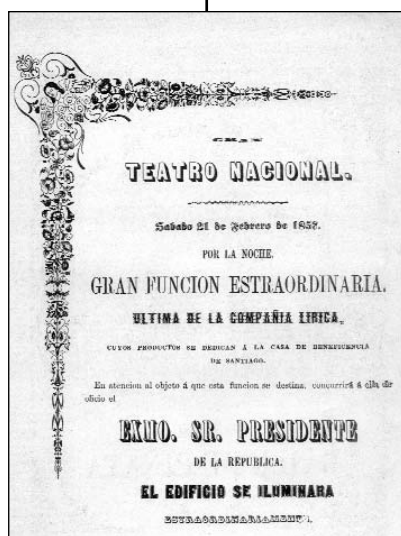 GRAN
TEATRO NACIONAL.
Sabado 21 de Febrero de 1857.
POR LA NOCHE.
GRAN FUNCION ESTRAORDINARIA.
ULTIMA DE LA COMPAÑIA LIRICA,
CUYOS PRODUCTOS SE DEDICAN Á LA CASA DE BENEFICENCIA
DE SANTIAGO.
En atencion al objeto á que esta funcion se destina, concurrirá á ella de
oficio el
EXMO. SR. PRESIDENTE
DE LA REPUBLICA.
EL EDIFICIO SE ILUMINARA
ESTRAORDINARIAMENTE.